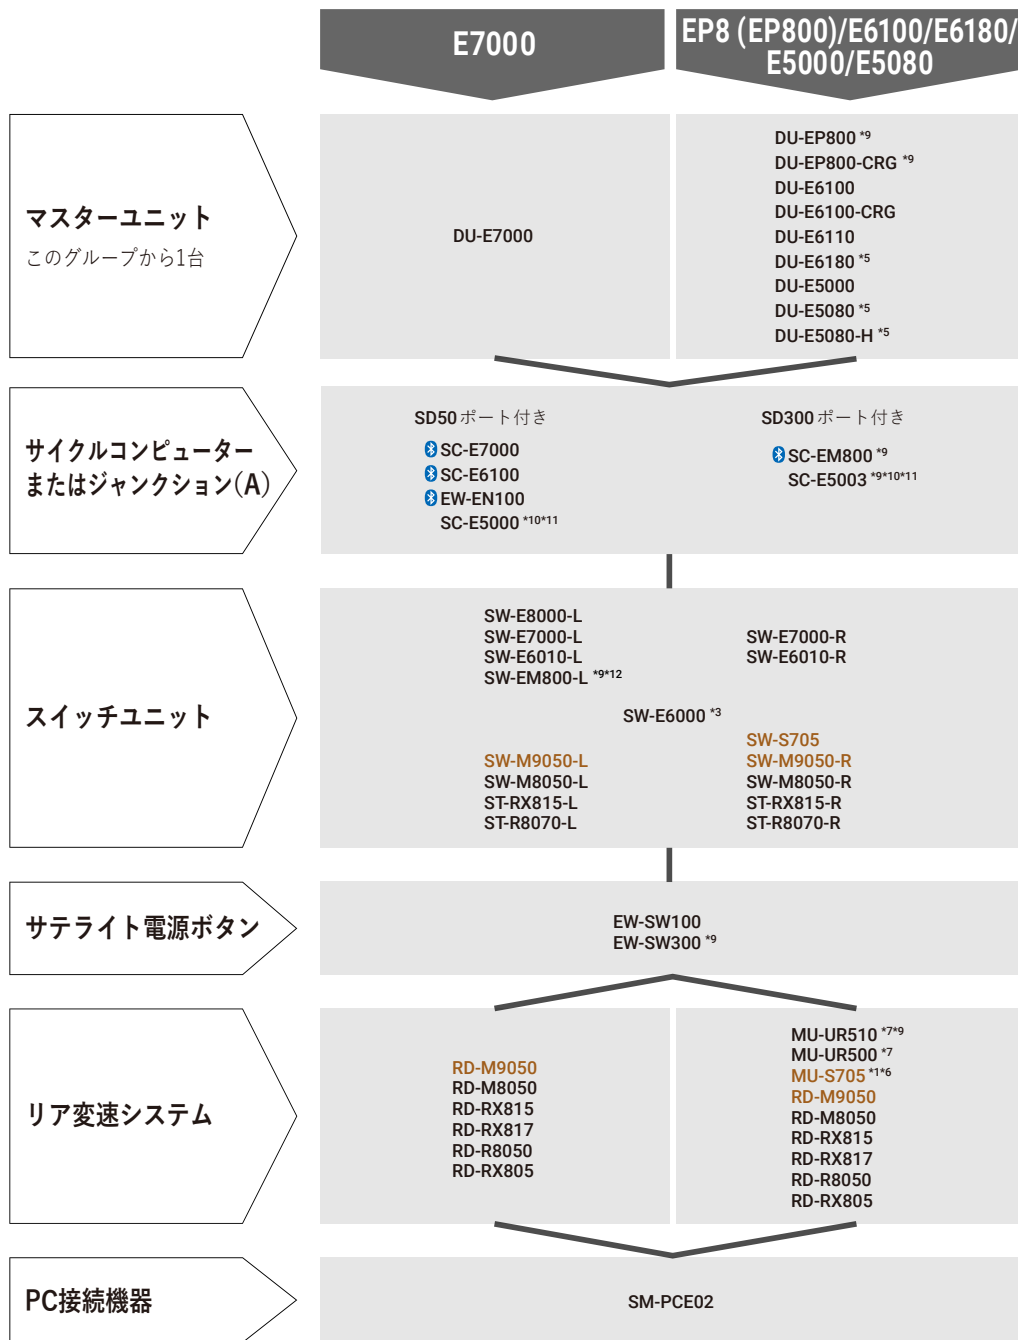 E7000
EP8 (EP800)/E6100/E6180/
E5000/E5080
マスターユニット
このグループから1台
DU-E7000
DU-EP800 *9
DU-EP800-CRG *9
DU-E6100
DU-E6100-CRG
DU-E6110
DU-E6180 *5
DU-E5000
DU-E5080 *5
DU-E5080-H *5
サイクルコンピューター
またはジャンクション(A)
SD50ポート付き
SC-E7000
SC-E6100
EW-EN100
SC-E5000 *10*11
SD300ポート付き
SC-EM800 *9
SC-E5003 *9*10*11
スイッチユニット
SW-E8000-L
SW-E7000-L
SW-E6010-L
SW-EM800-L *9*12
SW-E7000-R
SW-E6010-R
SW-E6000 *3
SW-M9050-L
SW-M8050-L
ST-RX815-L
ST-R8070-L
SW-S705
SW-M9050-R
SW-M8050-R
ST-RX815-R
ST-R8070-R
サテライト電源ボタン
EW-SW100
EW-SW300 *9
リア変速システム
RD-M9050
RD-M8050
RD-RX815
RD-RX817
RD-R8050
RD-RX805
MU-UR510 *7*9
MU-UR500 *7
MU-S705 *1*6
RD-M9050
RD-M8050
RD-RX815
RD-RX817
RD-R8050
RD-RX805
PC接続機器
SM-PCE02